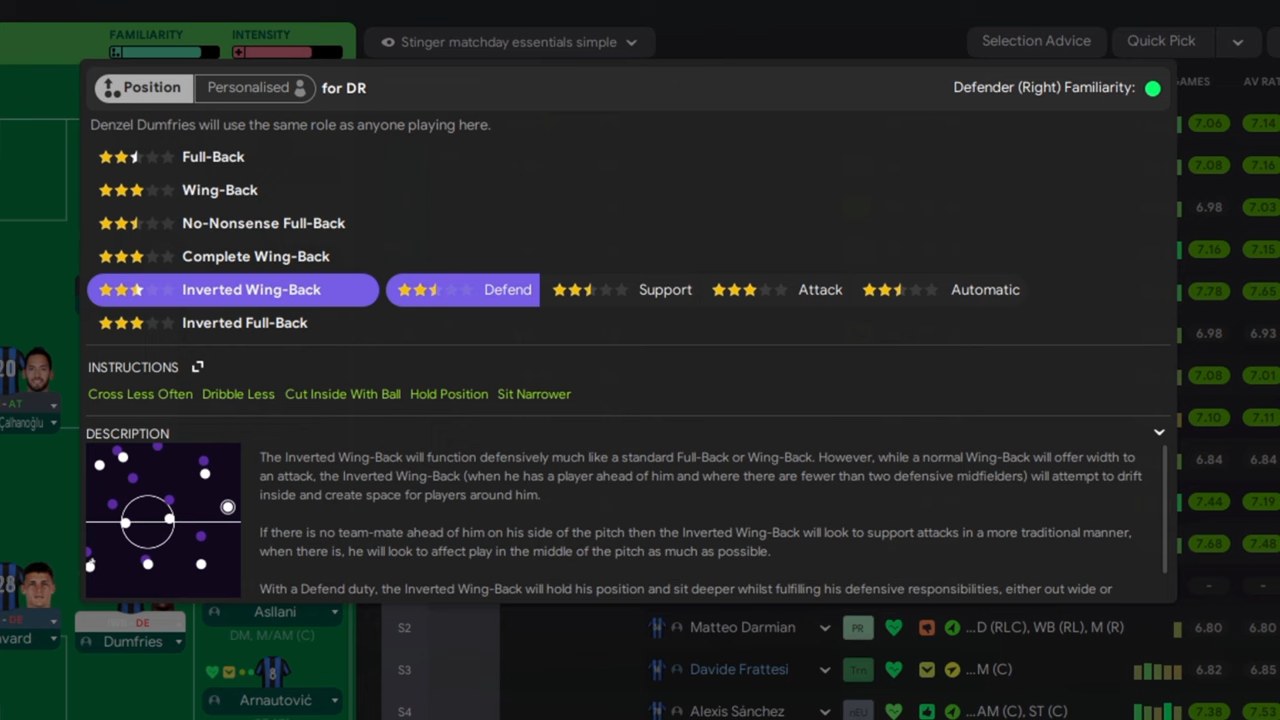 FAMILIARITY INTENSITY
Stinger matchday essentials simple
Selection Advice Quick Pick
Position Personalised for DR
Defender (Right) Familiarity:
Denzel Dumfries will use the same role as anyone playing here.
Full-Back
Wing-Back
No-Nonsense Full-Back
Complete Wing-Back
Inverted Wing-Back Defend Support Attack Automatic
Inverted Full-Back
INSTRUCTIONS
Cross Less Often Dribble Less Cut Inside With Ball Hold Position Sit Narrower
DESCRIPTION
The Inverted Wing-Back will function defensively much like a standard Full-Back or Wing-Back. However, while a normal Wing-Back will offer width to
an attack, the Inverted Wing-Back (when he has a player ahead of him and where there are fewer than two defensive midfielders) will attempt to drift
inside and create space for players around him.
If there is no team-mate ahead of him on his side of the pitch then the Inverted Wing-Back will look to support attacks in a more traditional manner,
when there is, he will look to affect play in the middle of the pitch as much as possible.
With a Defend duty, the Inverted Wing-Back will hold his position and sit deeper whilst fulfilling his defensive responsibilities, either out wide or
AMES AV RAT
7.06 7.14
7.08 7.16
6.98 7.03
7.16 7.15
7.78 7.65
6.98 6.93
7.08 7.01
7.10 7.11
6.84 6.84
7.44 7.19
7.68 7.48
- -
20
- AT
Çalhanoğlu
28
- DE
vard
DE
Dumfries
Asllani
DM, M/AM (C)
8
Arnautović
S2 Matteo Darmian PR ...D (RLC), WB (RL), M (R) 6.80 6.80
S3 Davide Frattesi Trn ...M (C) 6.82 6.85
S4 Alexis Sánchez nEU ...AM (C), ST (C) 7.38 7.53